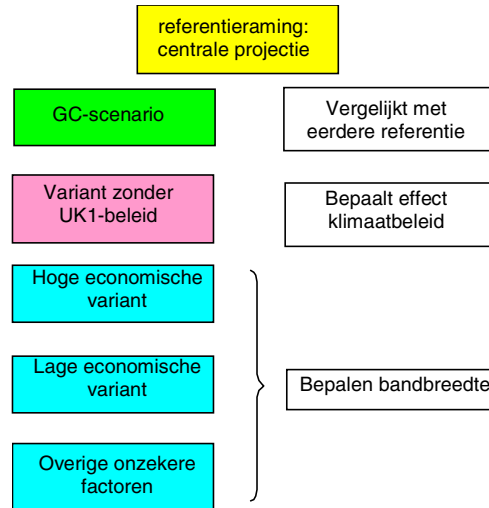 referentieraming:
centrale projectie
GC-scenario
Vergelijkt met
eerdere referentie
Variant zonder
UK1-beleid
Bepaalt effect
klimaatbeleid
Hoge economische
variant
Lage economische
variant
Bepalen bandbreedte
Overige onzekere
factoren